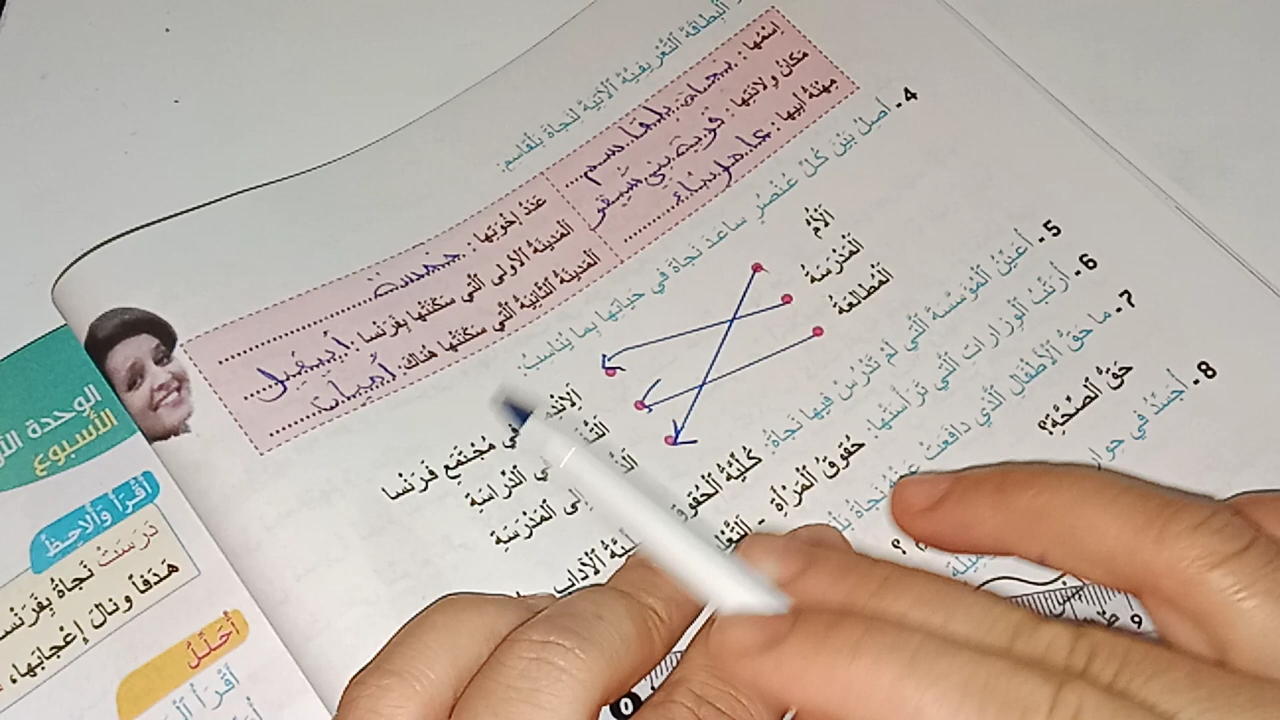 البطاقة التعريفية الآتية لنجاة بلقاسم:
اسمها: نجاة بلقاسم
مكان ولادتها: قرية بني شيكر
مهنة أبيها: عامل بناء
عدد إخوتها: خمسة
المدينة الأولى التي سكنتها بفرنسا:
المدينة الثانية التي سكنتها هناك: أميان
4 - أصل بين كل عنصر ساعد نجاة في حياتها بما يناسب:
الأم
المدرسة
المطالعة
في مجتمع فرنسا
الدراسة
إلى المدرسة
5 - أعين المؤسسة التي لم تدرس فيها نجاة: كلية الحقوق
6 - أرتب الوزارات التي ترأستها: حقوق المرأة -
7 - ما حق الأطفال الذي دافعت عنه نجاة
حق الصحة؟
8 - أجسد في حوار
الوحدة
الأسبوع
أقرأ وألاحظ
درست نجاة بفرنسا
هدفا ونال إعجابها،
أحلل
أقرأ